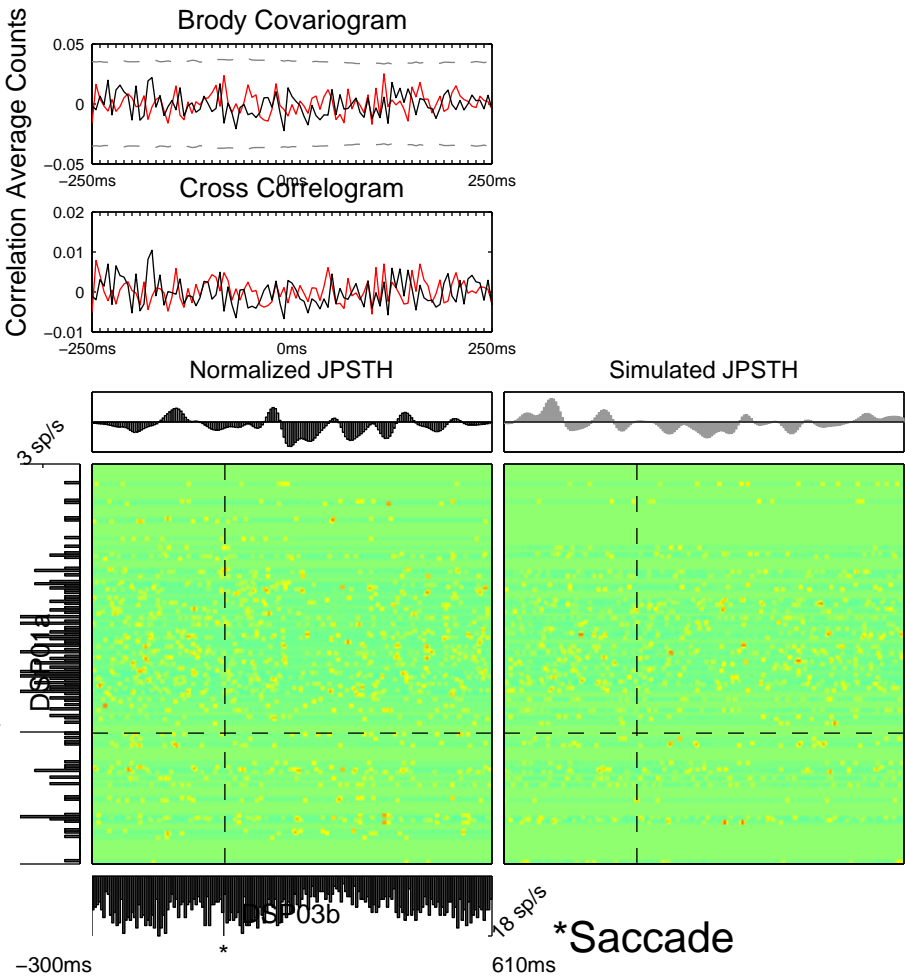 Brody Covariogram
Correlation Average Counts
0.05
0
−0.05
−250ms
0ms
250ms
Cross Correlogram
0.02
0.01
0
−0.01
−250ms
0ms
250ms
Normalized JPSTH
Simulated JPSTH
3 sp/s
DSP01a
DSP03b
18 sp/s
*
*Saccade
−300ms
610ms